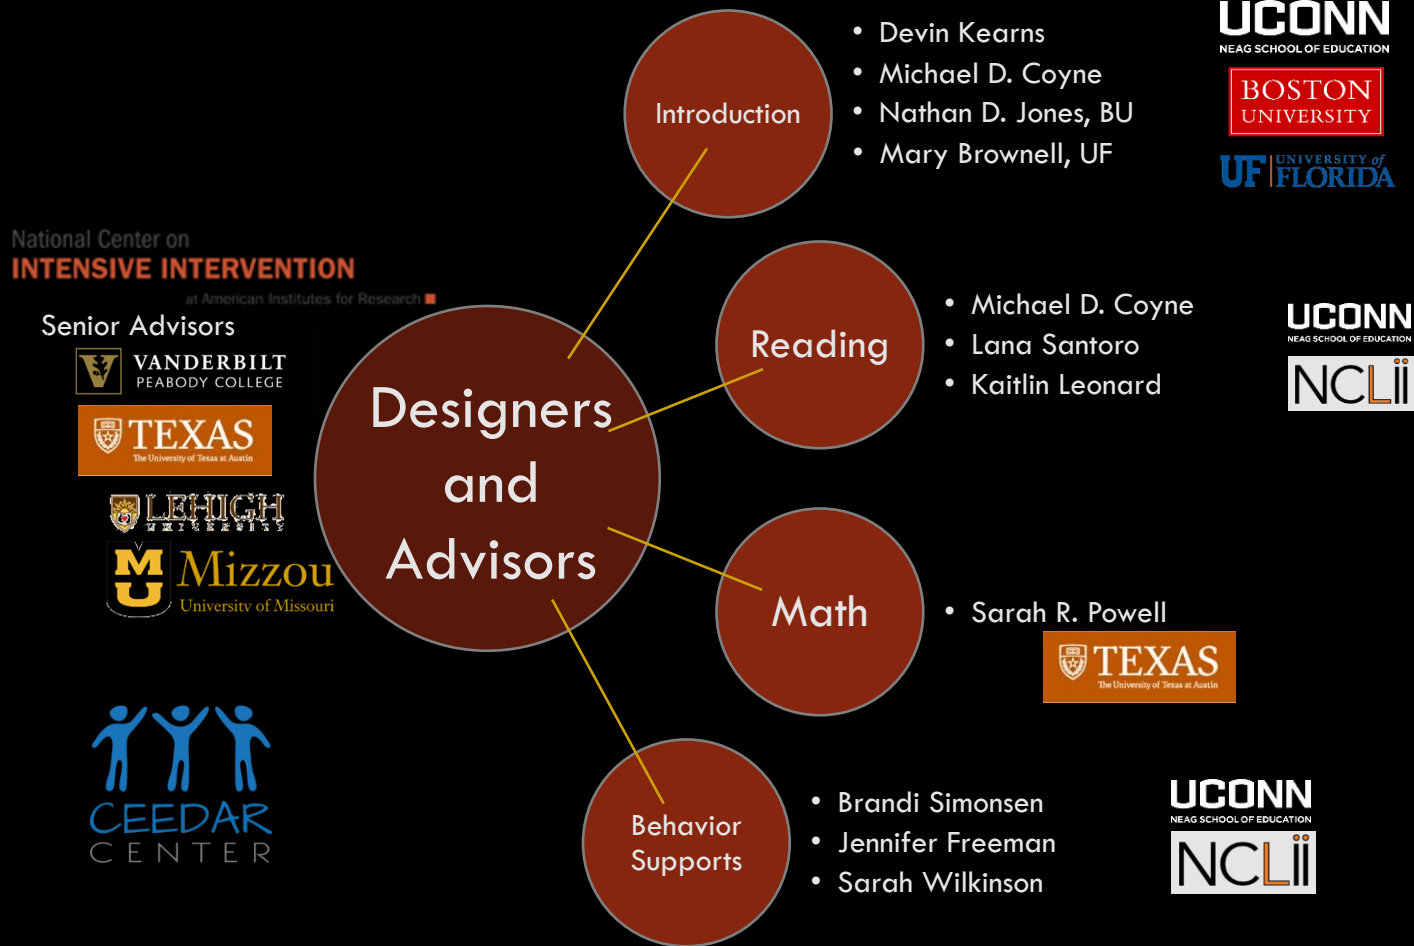 National Center on
INTENSIVE INTERVENTION
at American Institutes for Research
Senior Advisors
VANDERBILT
PEABODY COLLEGE
TEXAS
The University of Texas at Austin
LEHIGH
UNIVERSITY
MU
Mizzou
University of Missouri
CEEDAR
CENTER
Designers
and
Advisors
Introduction
• Devin Kearns
• Michael D. Coyne
• Nathan D. Jones, BU
• Mary Brownell, UF
UCONN
NEAG SCHOOL OF EDUCATION
BOSTON
UNIVERSITY
UF UNIVERSITY of
FLORIDA
Reading
• Michael D. Coyne
• Lana Santoro
• Kaitlin Leonard
UCONN
NEAG SCHOOL OF EDUCATION
NCLii
Math
• Sarah R. Powell
TEXAS
The University of Texas at Austin
Behavior
Supports
• Brandi Simonsen
• Jennifer Freeman
• Sarah Wilkinson
UCONN
NEAG SCHOOL OF EDUCATION
NCLii